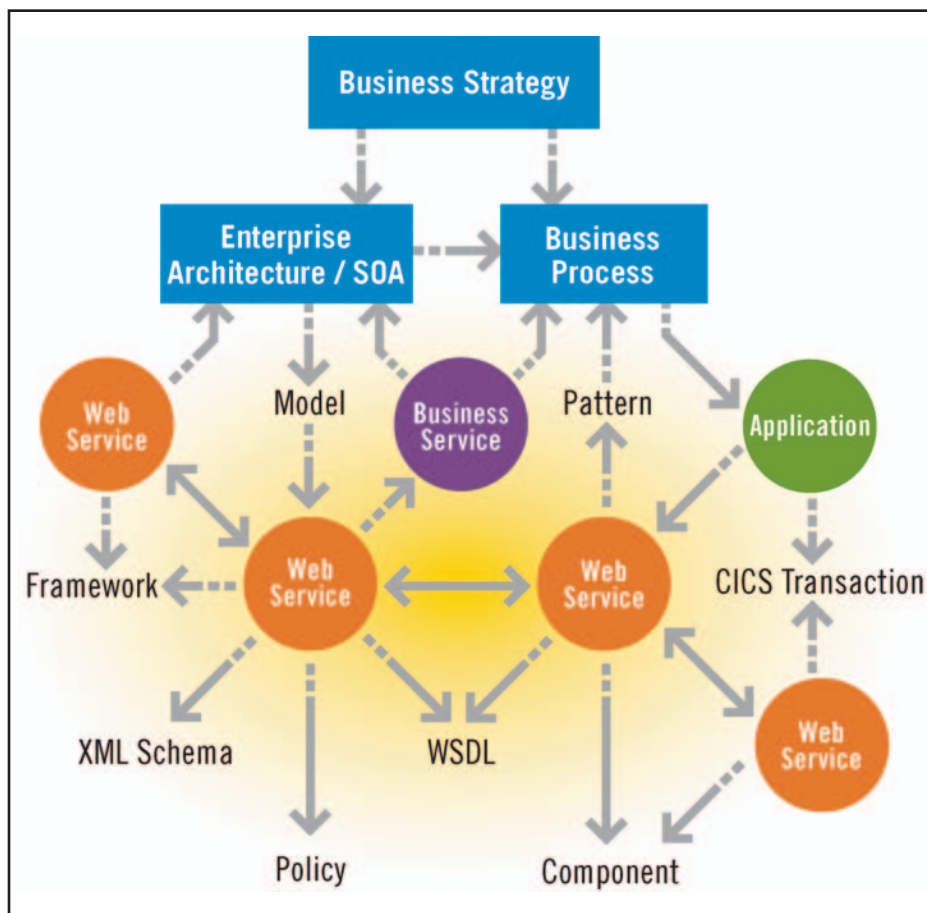 Business Strategy
Enterprise
Architecture / SOA
Business
Process
Web
Service
Model
Business
Service
Pattern
Application
Framework
Web
Service
Web
Service
CICS Transaction
XML Schema
WSDL
Web
Service
Policy
Component